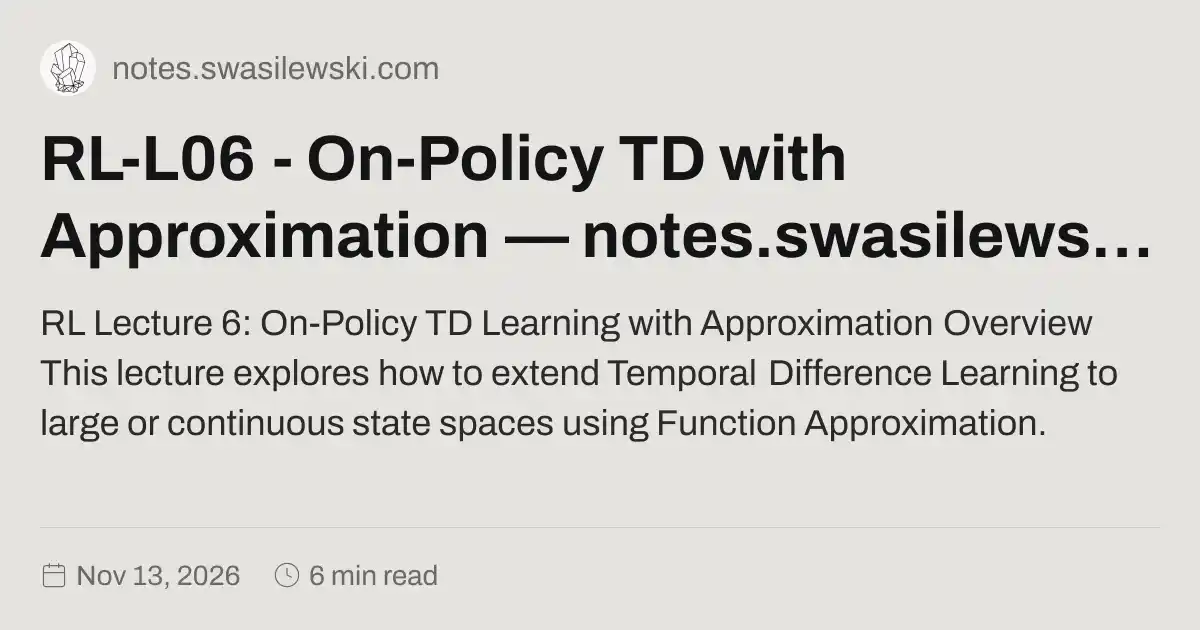 notes.swasilewski.com
RL-L06 - On-Policy TD with
Approximation — notes.swasilews...
RL Lecture 6: On-Policy TD Learning with Approximation Overview
This lecture explores how to extend Temporal Difference Learning to
large or continuous state spaces using Function Approximation.
Nov 13, 2026 6 min read